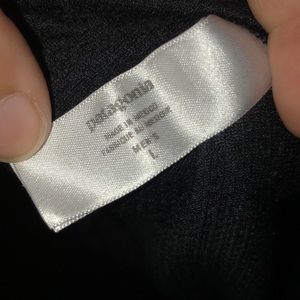 patagonia
MADE IN MEXICO
FABRIQUÉ AU MEXIQUE
MEN'S
L